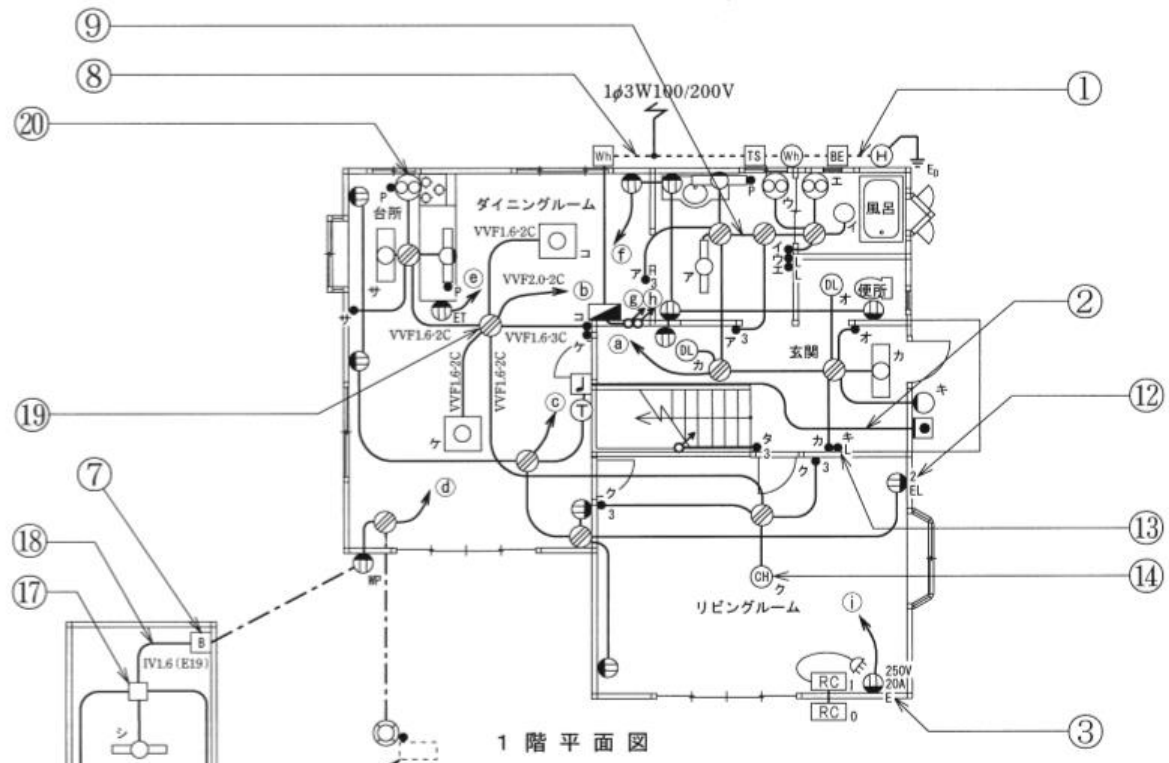 ⑨
⑧
1φ3W100/200V
①
⑳
Wh
TS
Wh
BE
H
E_D
P
台所
ダイニングルーム
VVF1.6-2C
コ
P
ウ
エ
イ
風呂
サ
P
ⓔ
ET
VVF2.0-2C
ⓑ
ⓕ
ア
R
3
ア
イ
ウ
エ
L
L
DL
オ
便所
②
サ
VVF1.6-2C
VVF1.6-3C
コ
ケ
ⓖ
ⓗ
ア
3
ⓐ
DL
カ
玄関
オ
カ
キ
VVF1.6-2C
VVF1.6-2C
⑲
ⓒ
T
ケ
タ
3
カ
キ
L
⑫
2
EL
⑦
ⓓ
ク
3
ク
3
⑬
⑱
WP
CH
ク
⑭
リビングルーム
⑰
B
IV1.6 (E19)
ⓘ
250V
20A
E
RC
I
RC
O
③
シ
1階平面図